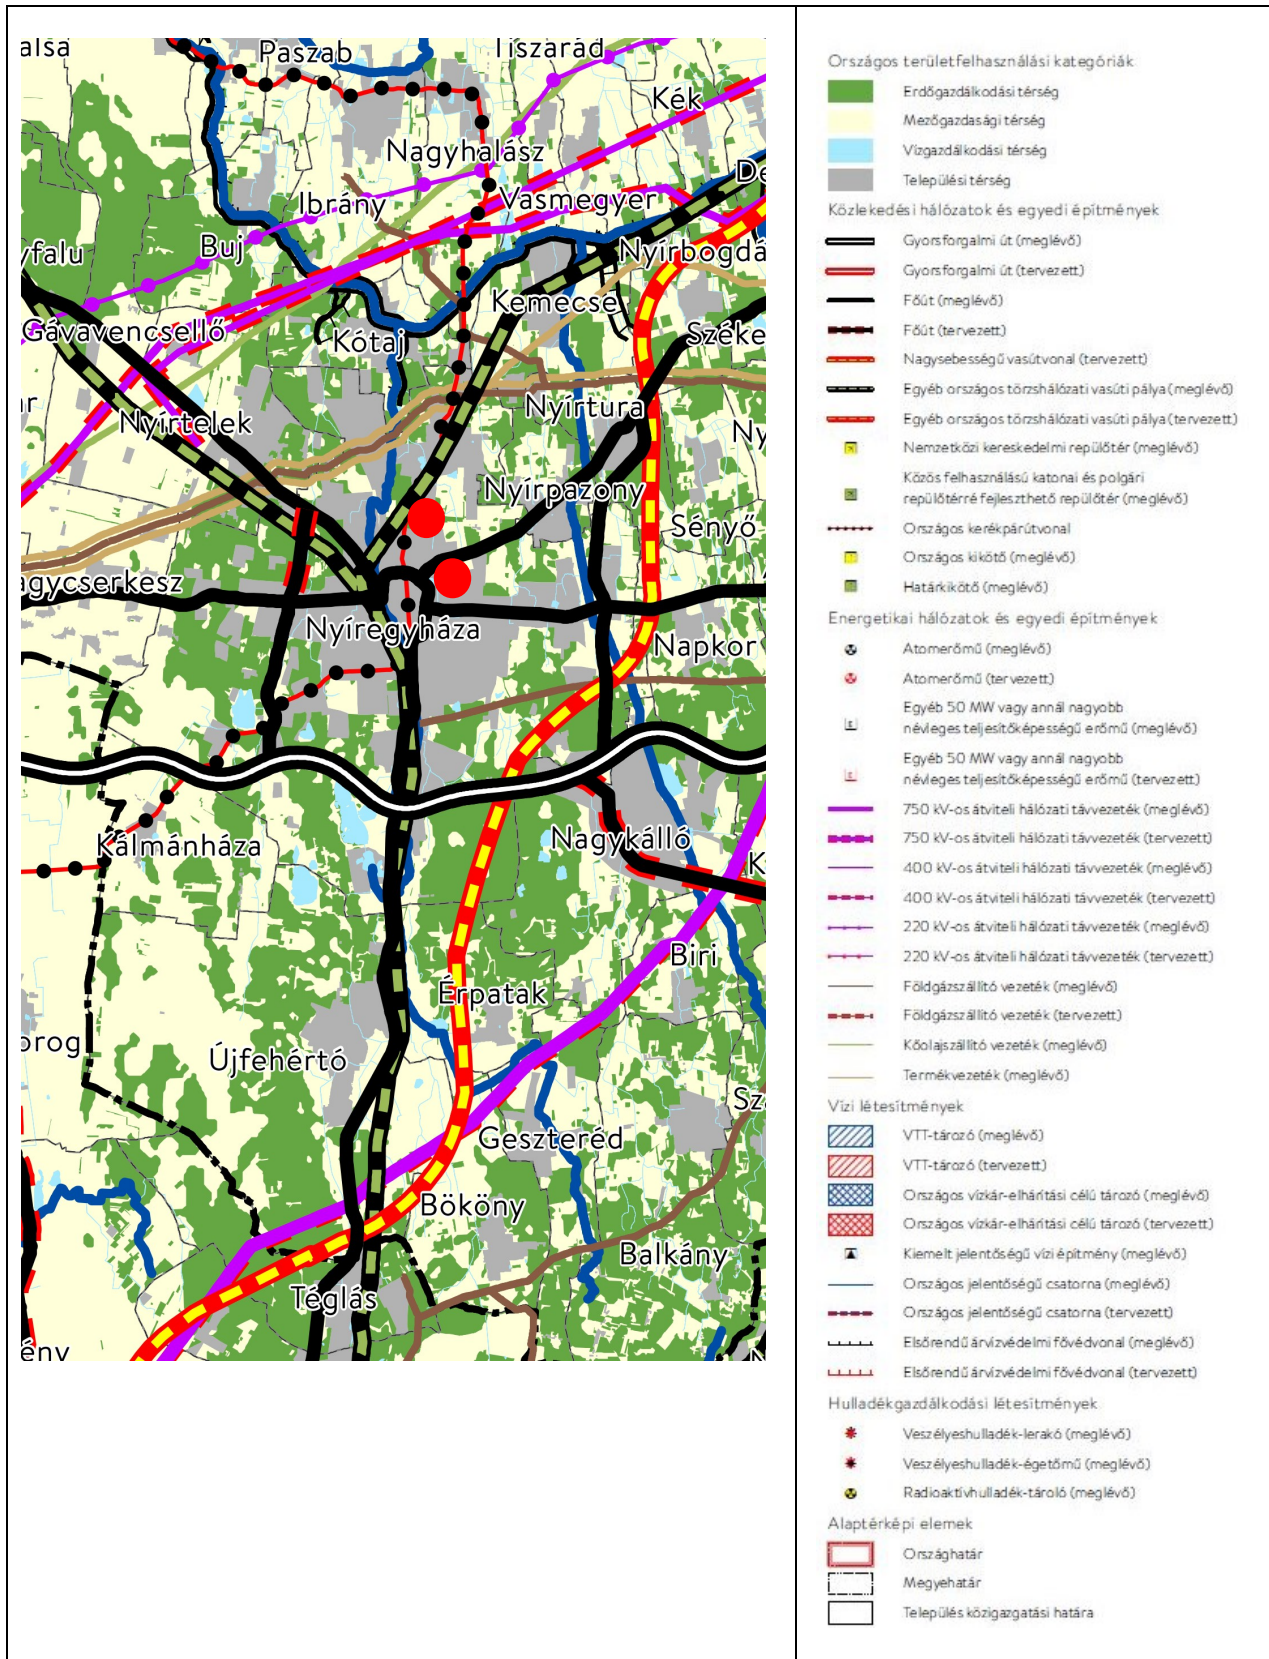 alsa
Paszab
Tiszarád
Kék
Nagyhalász
De
Ibrány
Vasmegyer
Buj
yfalu
Nyírbogdá
Kemecse
Gávavencsellő
Kótaj
Széke
ar
Nyírtelek
Nyírtura
Ny
Nyírpazony
Sényő
agycserkesz
Nyíregyháza
Napkor
Kálmánháza
Nagykálló
K
Biri
Érpatak
orog
Újfehértó
Sz
Geszteréd
Bököny
Balkány
Téglás
ény
N
Országos területfelhasználási kategóriák
Erdőgazdálkodási térség
Mezőgazdasági térség
Vízgazdálkodási térség
Települési térség
Közlekedési hálózatok és egyedi építmények
Gyorsforgalmi út (meglévő)
Gyorsforgalmi út (tervezett)
Főút (meglévő)
Főút (tervezett)
Nagysebességű vasútvonal (tervezett)
Egyéb országos törzshálózati vasúti pálya (meglévő)
Egyéb országos törzshálózati vasúti pálya (tervezett)
Nemzetközi kereskedelmi repülőtér (meglévő)
Közös felhasználású katonai és polgári
repülőtérré fejleszthető repülőtér (meglévő)
Országos kerékpárútvonal
Országos kikötő (meglévő)
Határkikötő (meglévő)
Energetikai hálózatok és egyedi építmények
Atomerőmű (meglévő)
Atomerőmű (tervezett)
Egyéb 50 MW vagy annál nagyobb
névleges teljesítőképességű erőmű (meglévő)
Egyéb 50 MW vagy annál nagyobb
névleges teljesítőképességű erőmű (tervezett)
750 kV-os átviteli hálózati távvezeték (meglévő)
750 kV-os átviteli hálózati távvezeték (tervezett)
400 kV-os átviteli hálózati távvezeték (meglévő)
400 kV-os átviteli hálózati távvezeték (tervezett)
220 kV-os átviteli hálózati távvezeték (meglévő)
220 kV-os átviteli hálózati távvezeték (tervezett)
Földgázszállító vezeték (meglévő)
Földgázszállító vezeték (tervezett)
Kőolajszállító vezeték (meglévő)
Termékvezeték (meglévő)
Vízi létesítmények
VTT-tározó (meglévő)
VTT-tározó (tervezett)
Országos vízkár-elhárítási célú tározó (meglévő)
Országos vízkár-elhárítási célú tározó (tervezett)
Kiemelt jelentőségű vízi építmény (meglévő)
Országos jelentőségű csatorna (meglévő)
Országos jelentőségű csatorna (tervezett)
Elsőrendű árvízvédelmi fővédvonal (meglévő)
Elsőrendű árvízvédelmi fővédvonal (tervezett)
Hulladékgazdálkodási létesítmények
Veszélyeshulladék-lerakó (meglévő)
Veszélyeshulladék-égetőmű (meglévő)
Radioaktívhulladék-tároló (meglévő)
Alaptérképi elemek
Országhatár
Megyehatár
Település közigazgatási határa